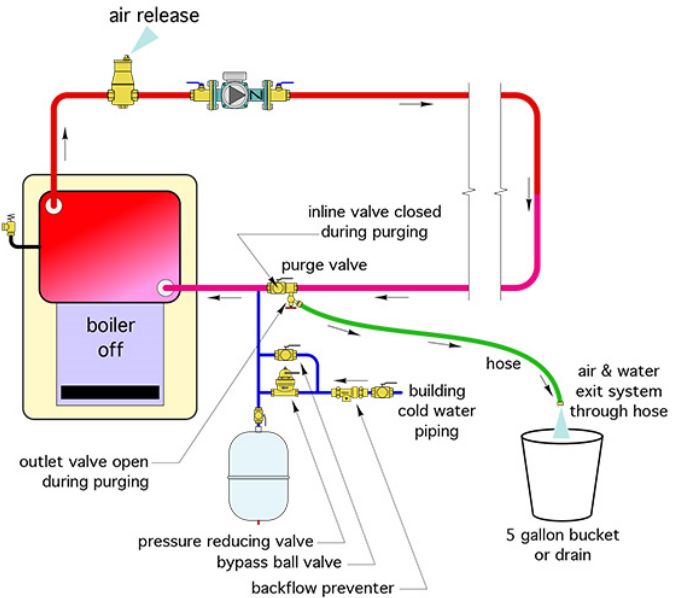 air release
inline valve closed
during purging
purge valve
boiler
off
hose
air & water
exit system
through hose
building
cold water
piping
outlet valve open
during purging
5 gallon bucket
or drain
pressure reducing valve
bypass ball valve
backflow preventer